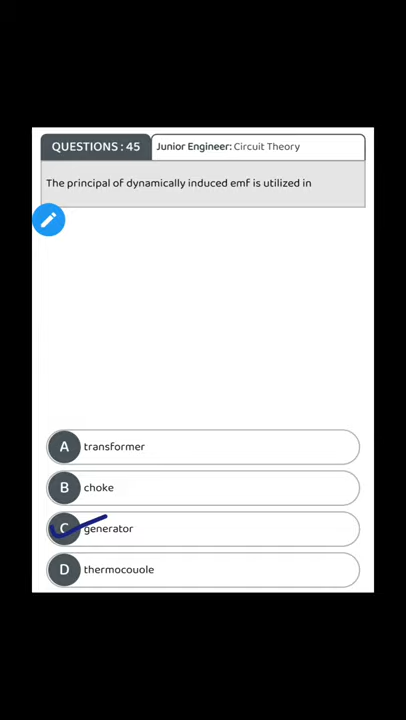 QUESTIONS : 45
Junior Engineer: Circuit Theory
The principal of dynamically induced emf is utilized in
A transformer
B choke
C generator
D thermocouole